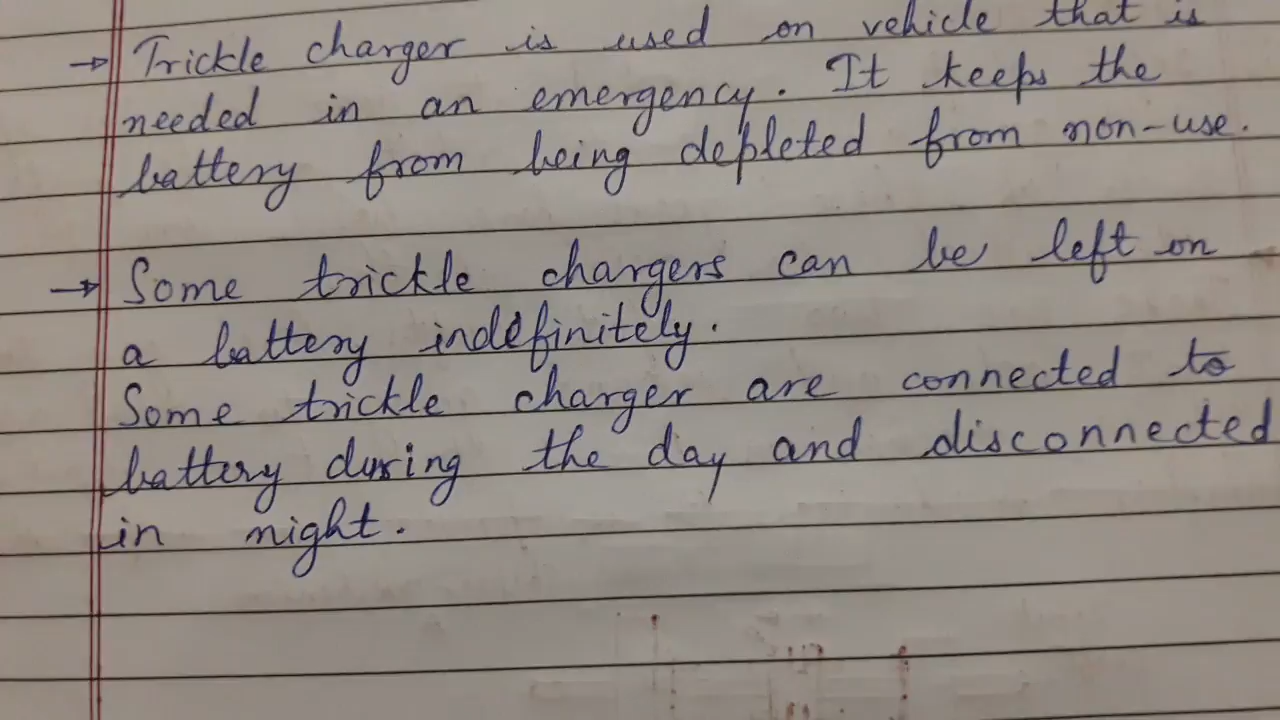 → Trickle charger is used on vehicle that is
needed in an emergency. It keeps the
battery from being depleted from non-use.
→ Some trickle chargers can be left on
a battery indefinitely.
Some trickle charger are connected to
battery during the day and disconnected
in night.